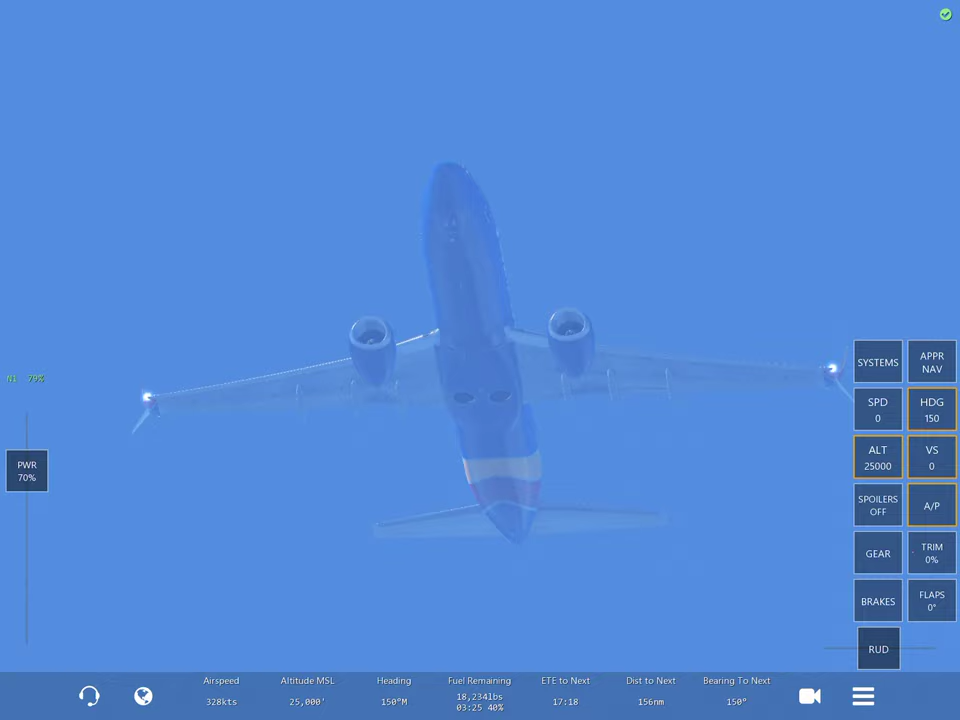 N1 79%
PWR
70%
SYSTEMS
APPR
NAV
SPD
0
HDG
150
ALT
25000
VS
0
SPOILERS
OFF
A/P
GEAR
TRIM
0%
BRAKES
FLAPS
0°
RUD
Airspeed
328kts
Altitude MSL
25,000'
Heading
150°M
Fuel Remaining
18,234lbs
03:25 40%
ETE to Next
17:18
Dist to Next
156nm
Bearing To Next
150°